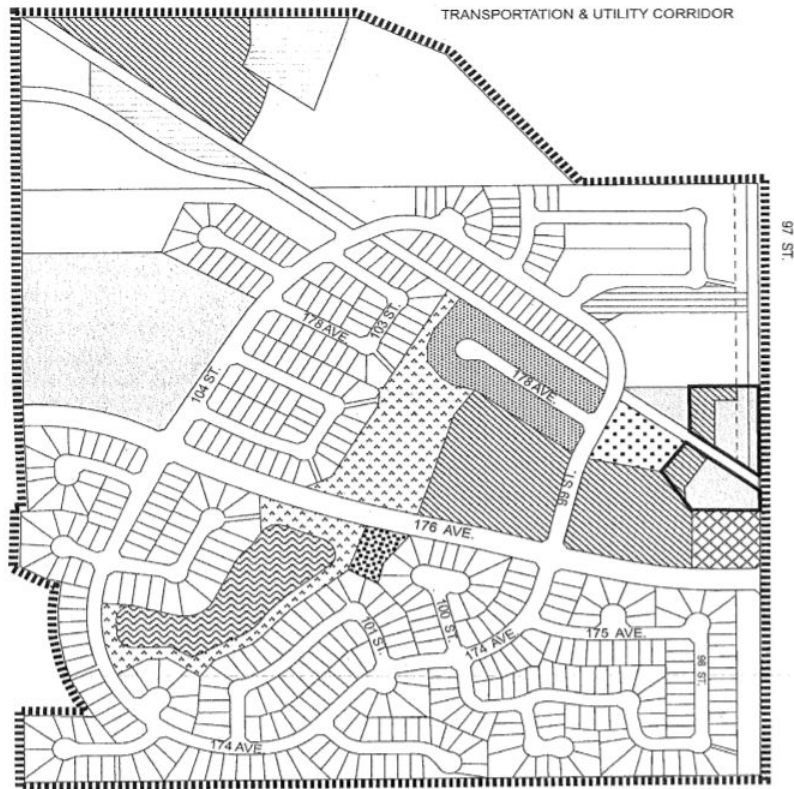 TRANSPORTATION & UTILITY CORRIDOR
97 ST.
178 AVE.
103 ST.
178 AVE.
104 ST.
99 ST.
176 AVE.
100 ST.
101 ST.
174 AVE.
175 AVE.
98 ST.
174 AVE.